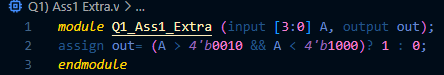 Q1) Ass1 Extra.v > ...
1 module Q1_Ass1_Extra (input [3:0] A, output out);
2 assign out= (A > 4'b0010 && A < 4'b1000)? 1 : 0;
3 endmodule